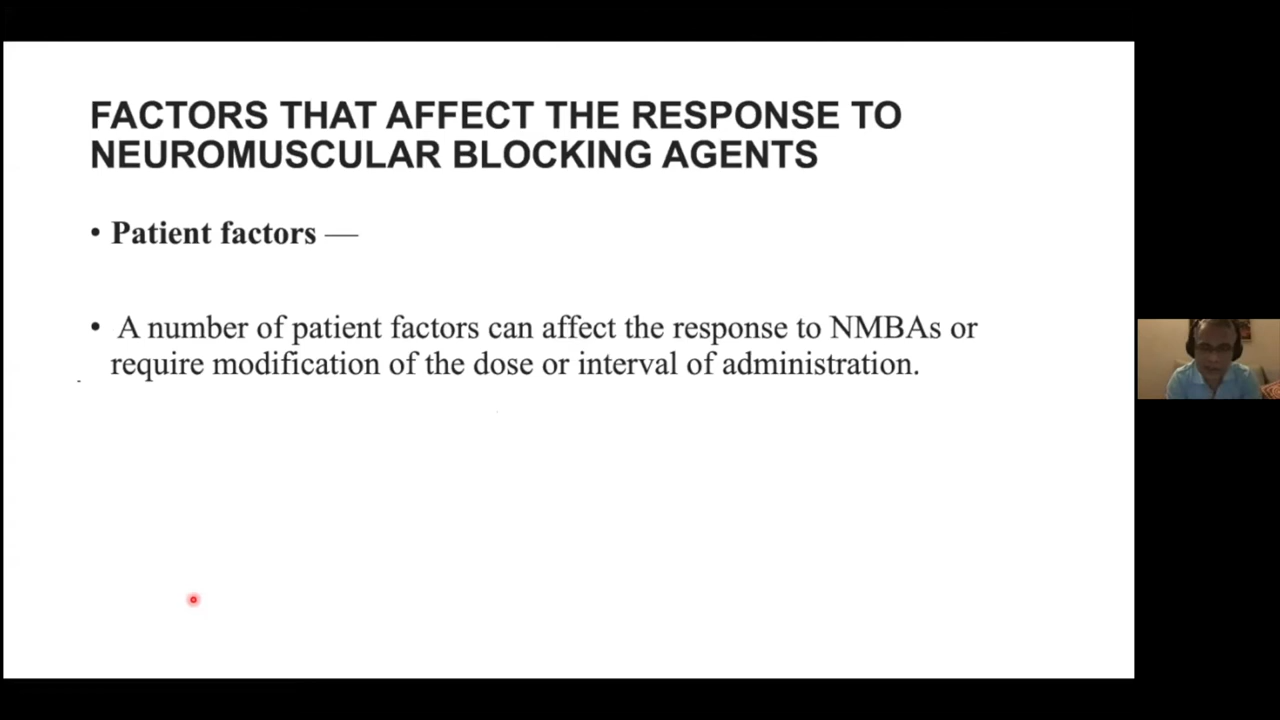 FACTORS THAT AFFECT THE RESPONSE TO
NEUROMUSCULAR BLOCKING AGENTS
• Patient factors —
• A number of patient factors can affect the response to NMBAs or
require modification of the dose or interval of administration.